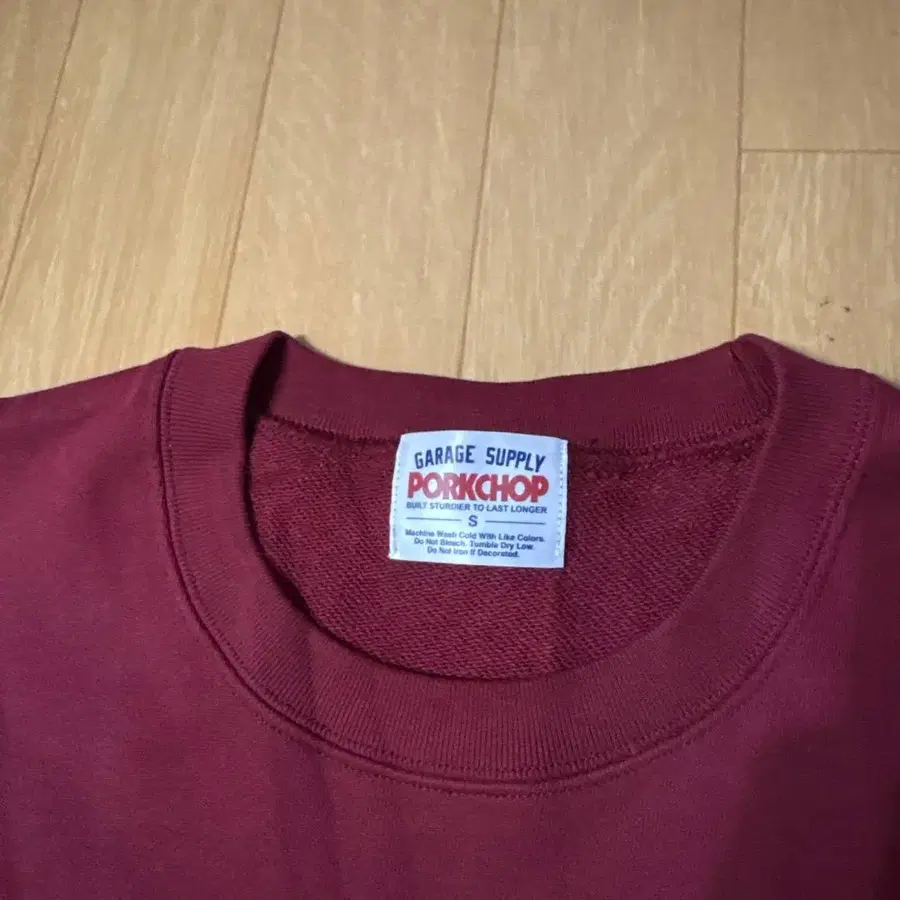 GARAGE SUPPLY
PORKCHOP
BUILT STURDIER TO LAST LONGER
S
Machine Wash Cold With Like Colors.
Do Not Bleach. Tumble Dry Low.
Do Not Iron If Decorated.